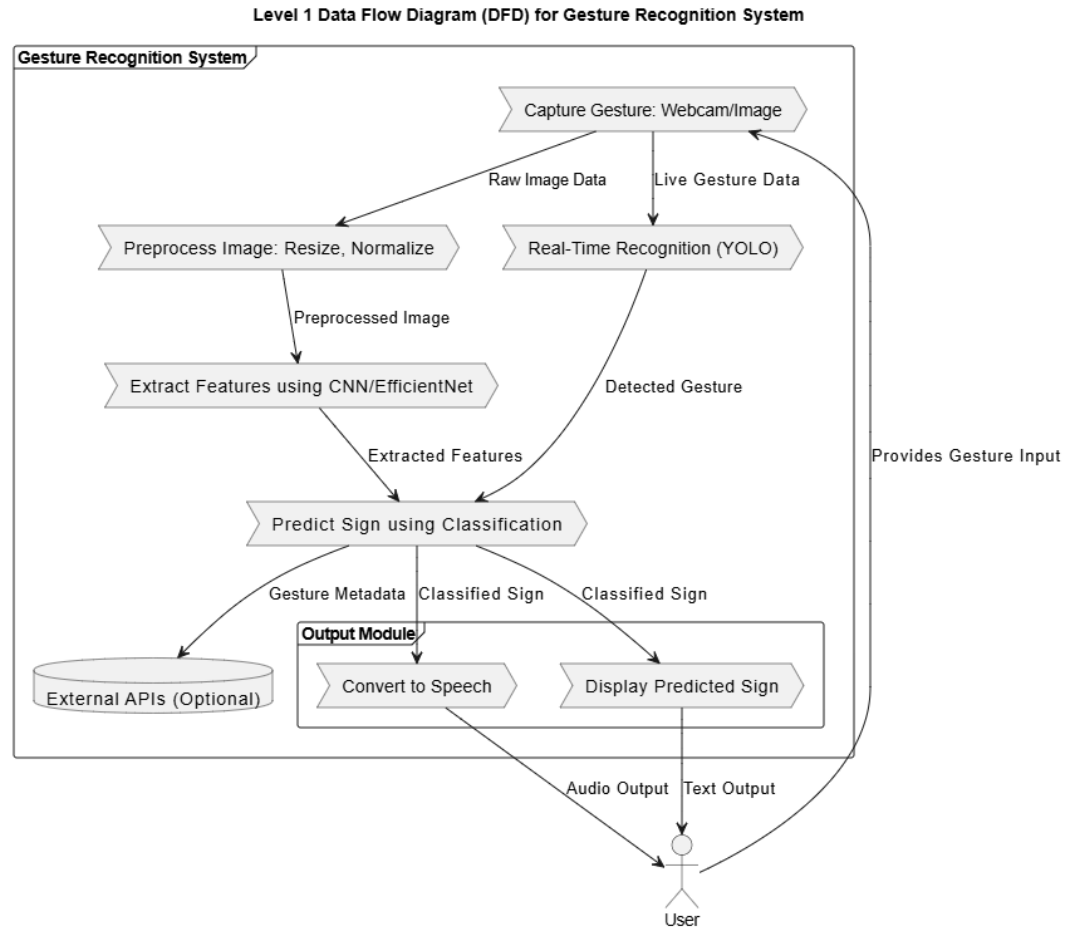 Level 1 Data Flow Diagram (DFD) for Gesture Recognition System
Gesture Recognition System
Capture Gesture: Webcam/Image
Raw Image Data
Live Gesture Data
Preprocess Image: Resize, Normalize
Real-Time Recognition (YOLO)
Preprocessed Image
Extract Features using CNN/EfficientNet
Detected Gesture
Extracted Features
Provides Gesture Input
Predict Sign using Classification
Gesture Metadata
Classified Sign
Classified Sign
Output Module
External APIs (Optional)
Convert to Speech
Display Predicted Sign
Audio Output
Text Output
User